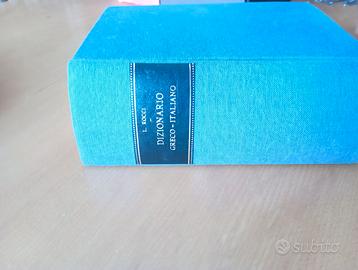 L. ROCCI
DIZIONARIO
GRECO-ITALIANO
subito